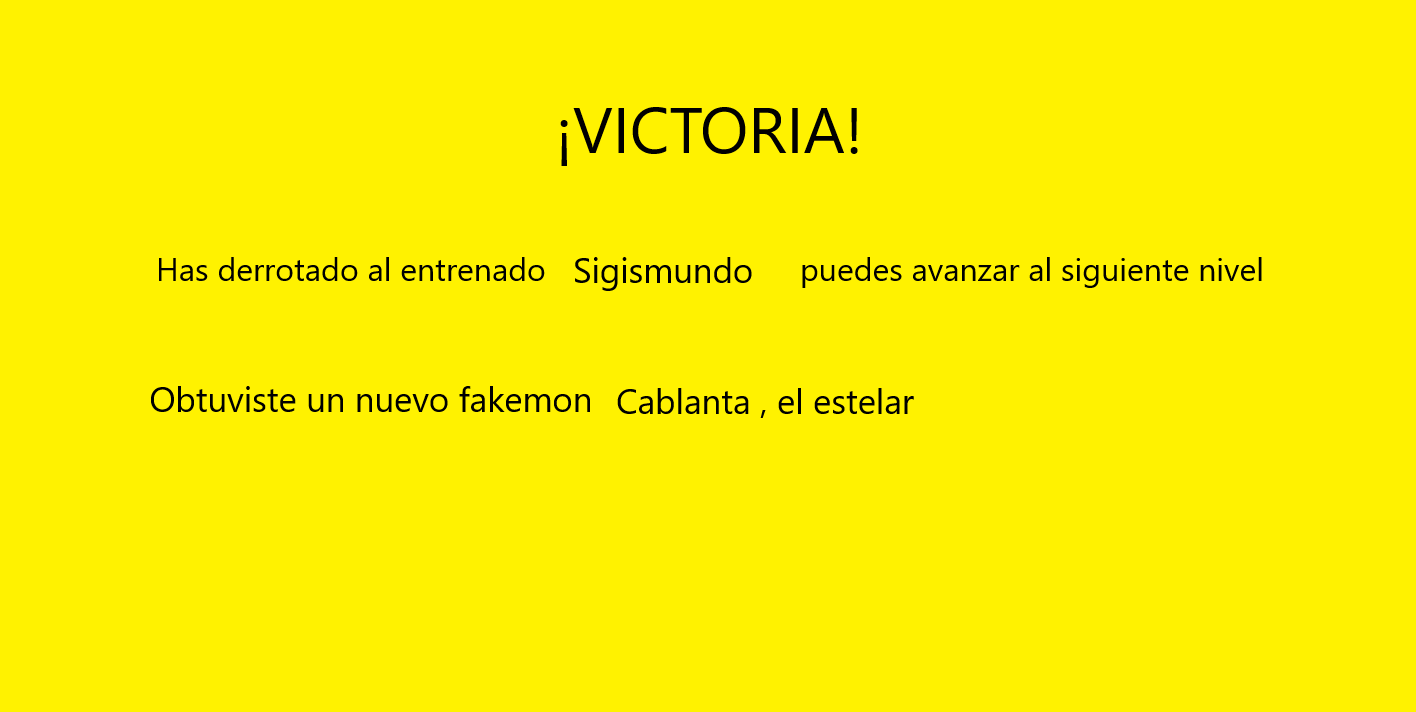 ¡VICTORIA!
Has derrotado al entrenado Sigismundo puedes avanzar al siguiente nivel
Obtuviste un nuevo fakemon Cablanta , el estelar